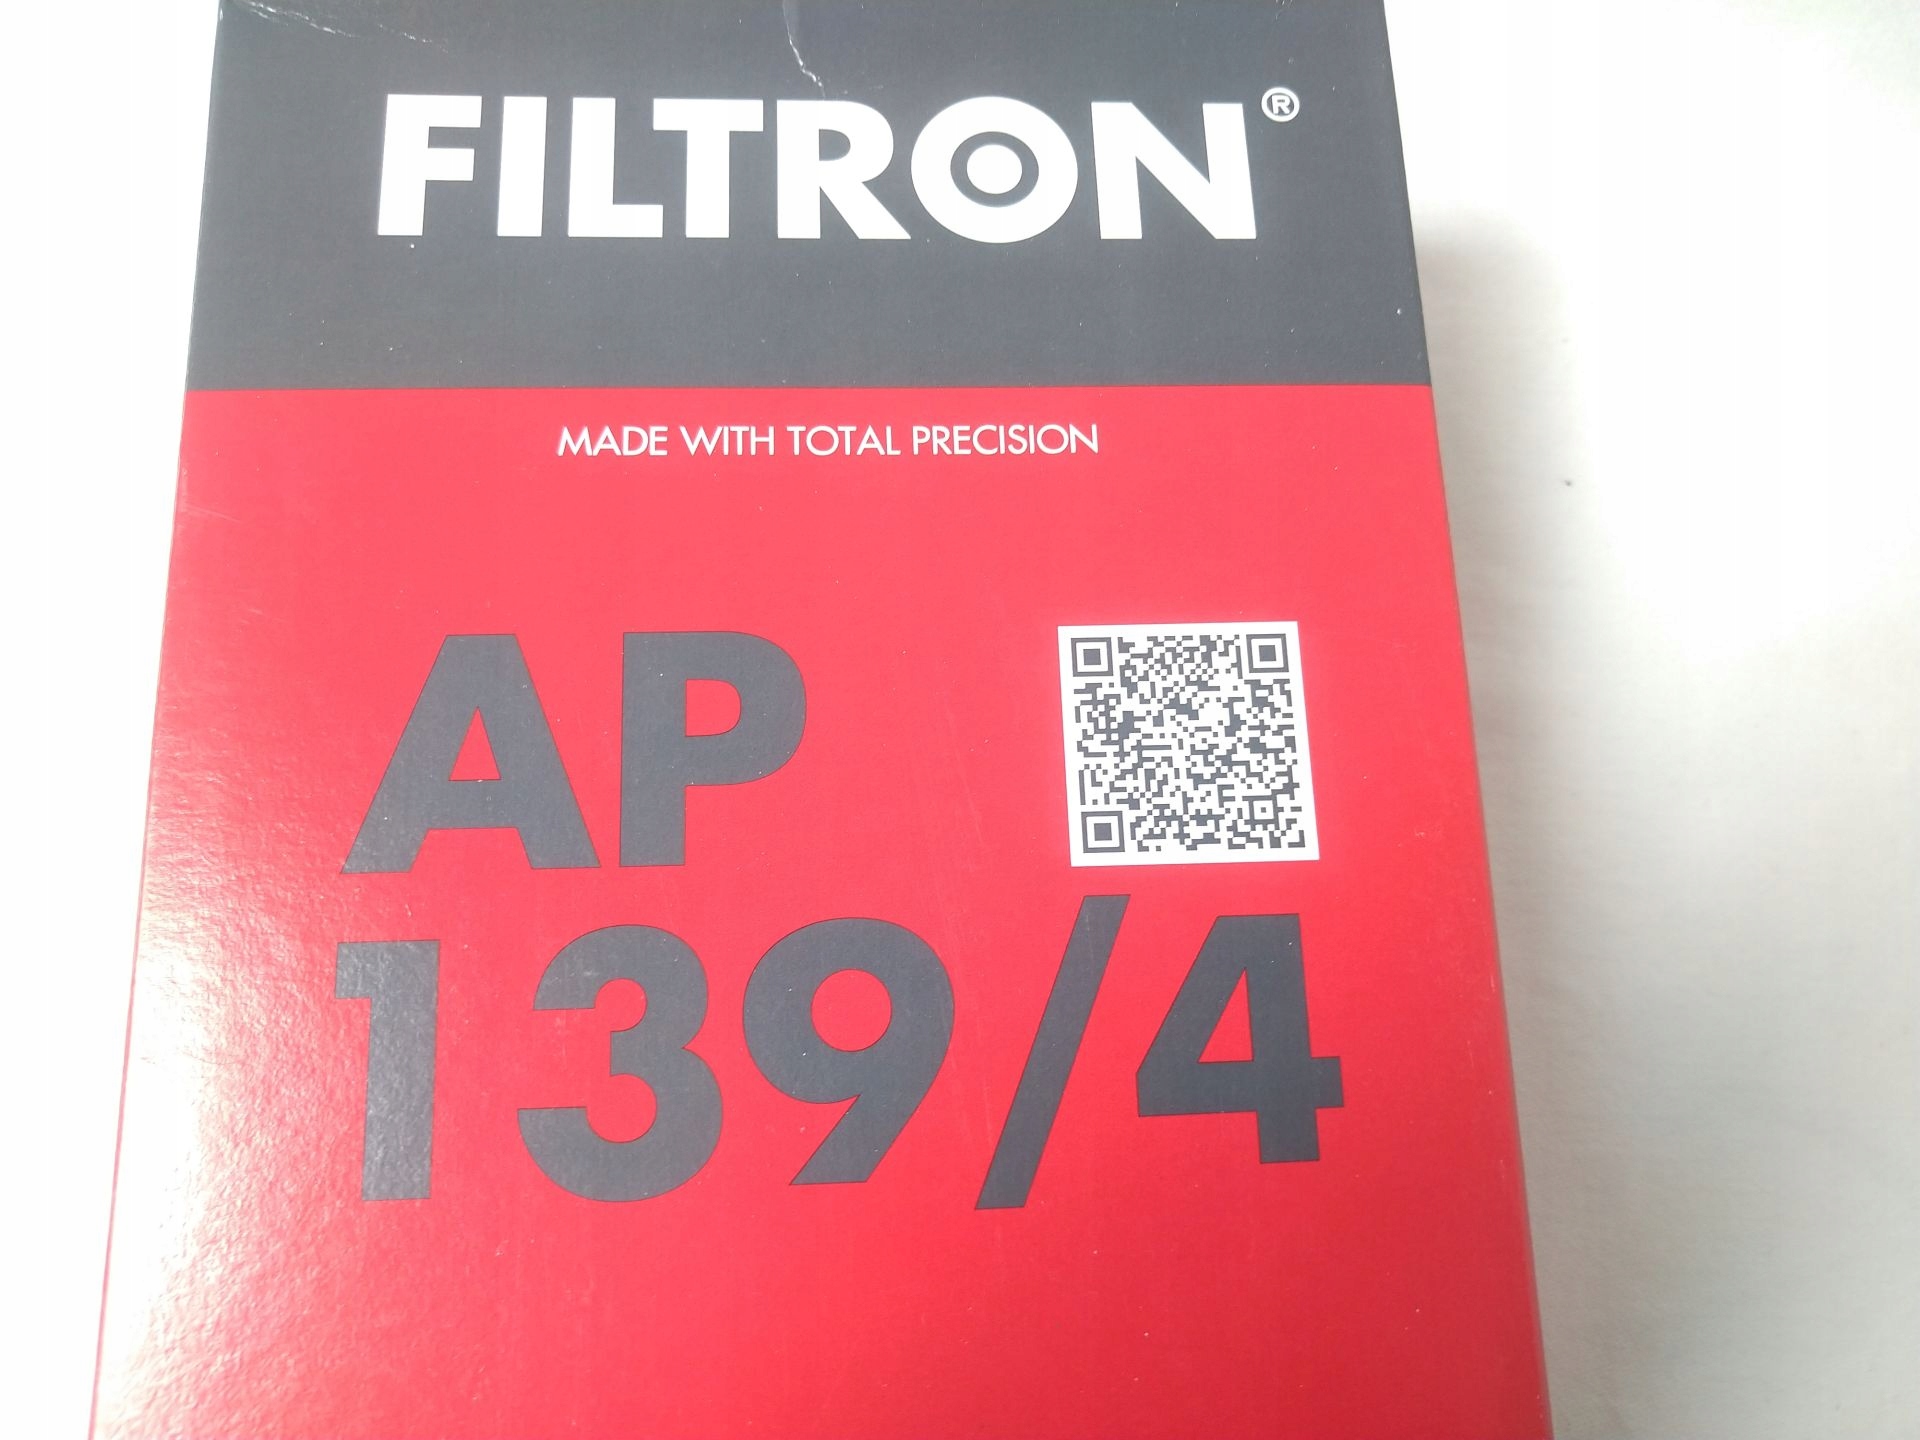 FILTRON®
MADE WITH TOTAL PRECISION
AP
139/4